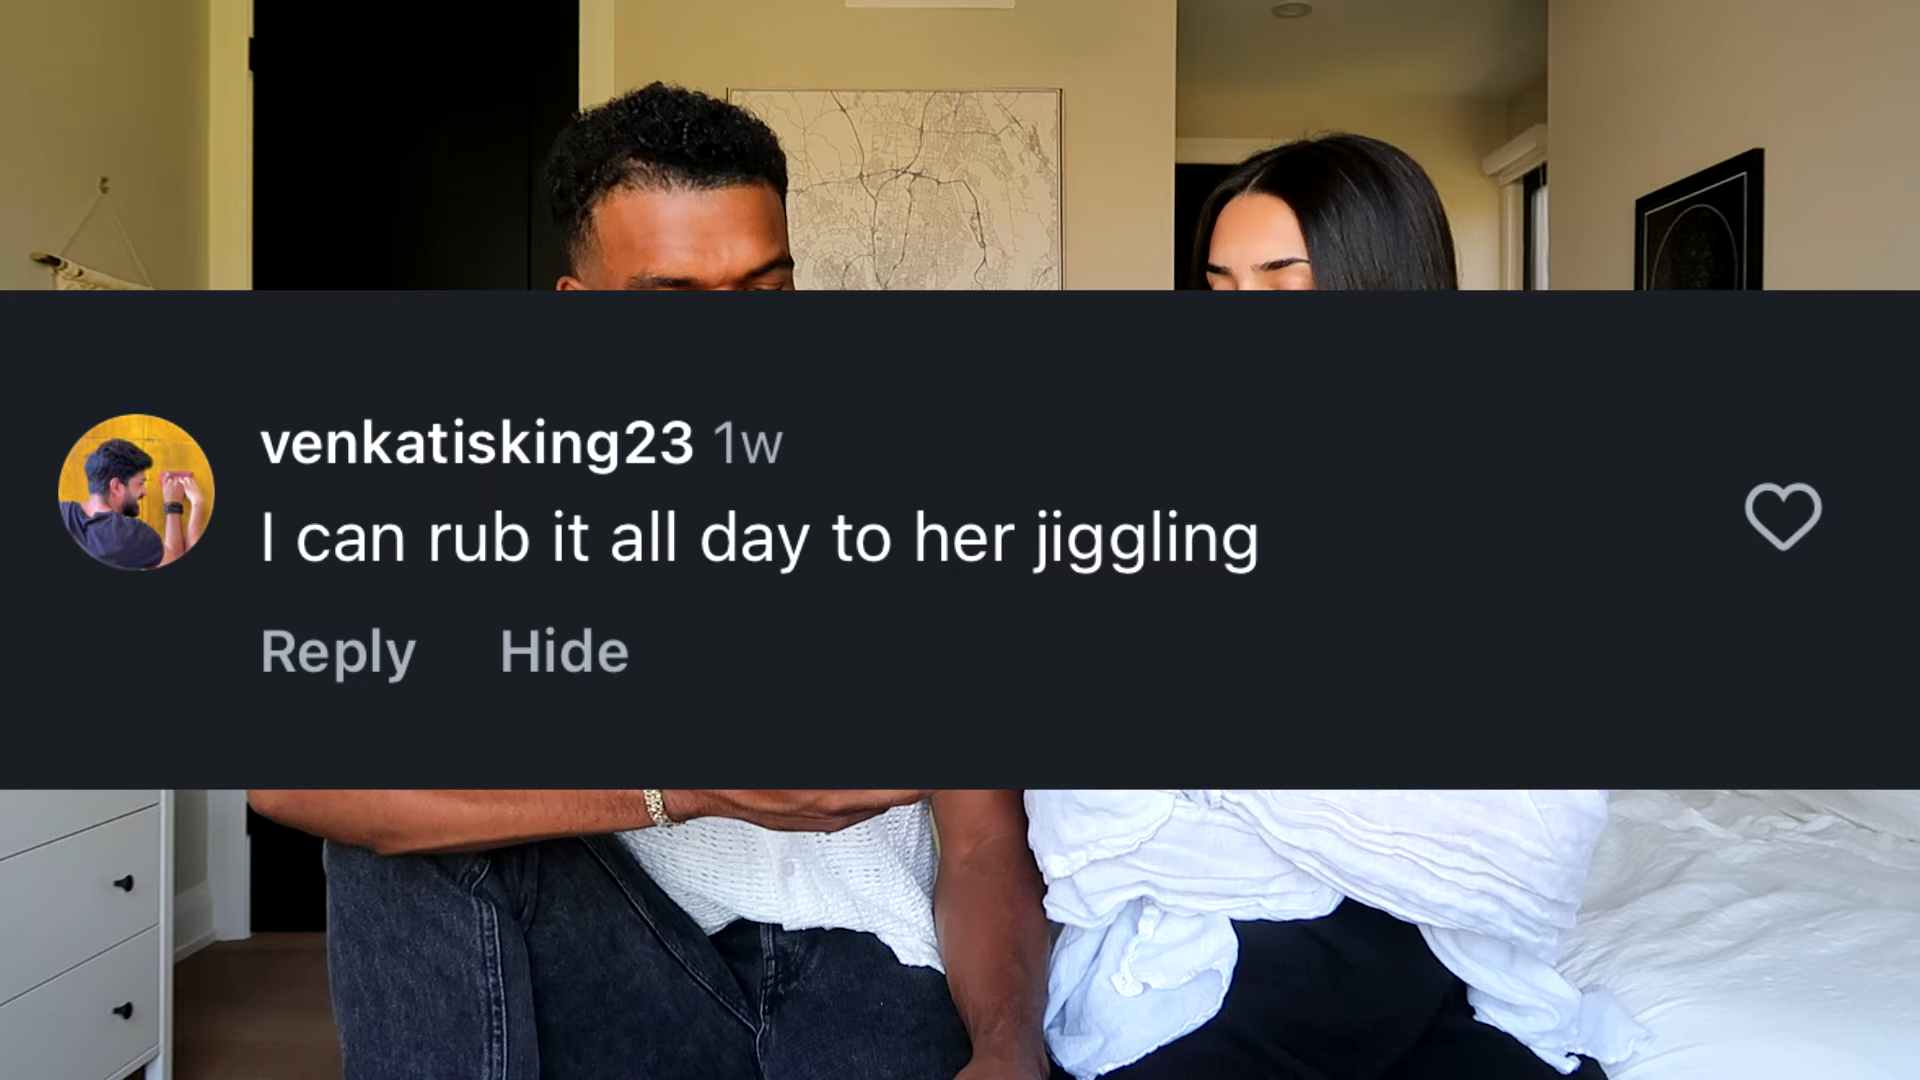 venkatisking23 1w
I can rub it all day to her jiggling
Reply Hide